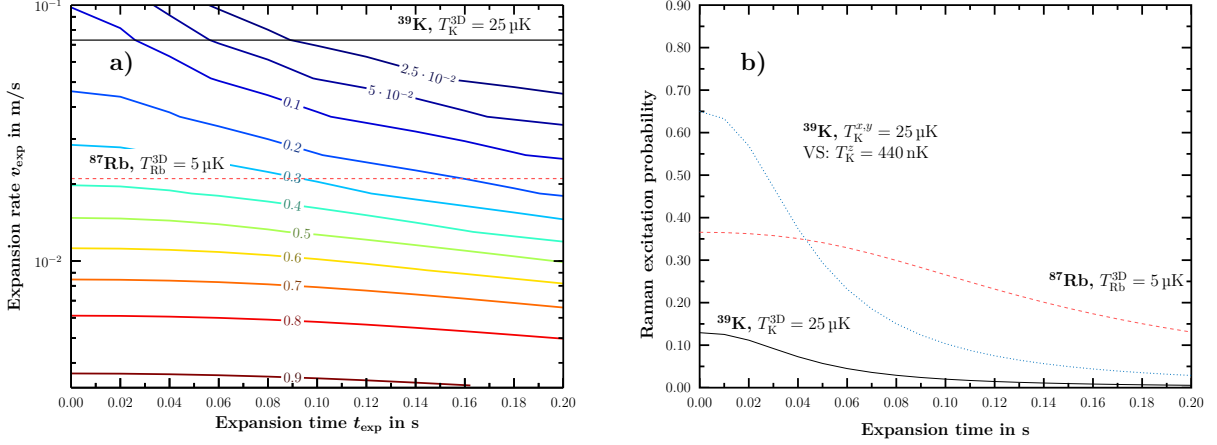 a)
³⁹K, T_K^3D = 25 µK
2.5 · 10⁻²
5 · 10⁻²
0.1
0.2
⁸⁷Rb, T_Rb^3D = 5 µK
0.3
0.4
0.5
0.6
0.7
0.8
0.9
10⁻¹
10⁻²
Expansion rate v_exp in m/s
0.00 0.02 0.04 0.06 0.08 0.10 0.12 0.14 0.16 0.18 0.20
Expansion time t_exp in s
b)
³⁹K, T_K^x,y = 25 µK
VS: T_K^z = 440 nK
⁸⁷Rb, T_Rb^3D = 5 µK
³⁹K, T_K^3D = 25 µK
0.90
0.80
0.70
0.60
0.50
0.40
0.30
0.20
0.10
0.00
Raman excitation probability
0.00 0.02 0.04 0.06 0.08 0.10 0.12 0.14 0.16 0.18 0.20
Expansion time in s